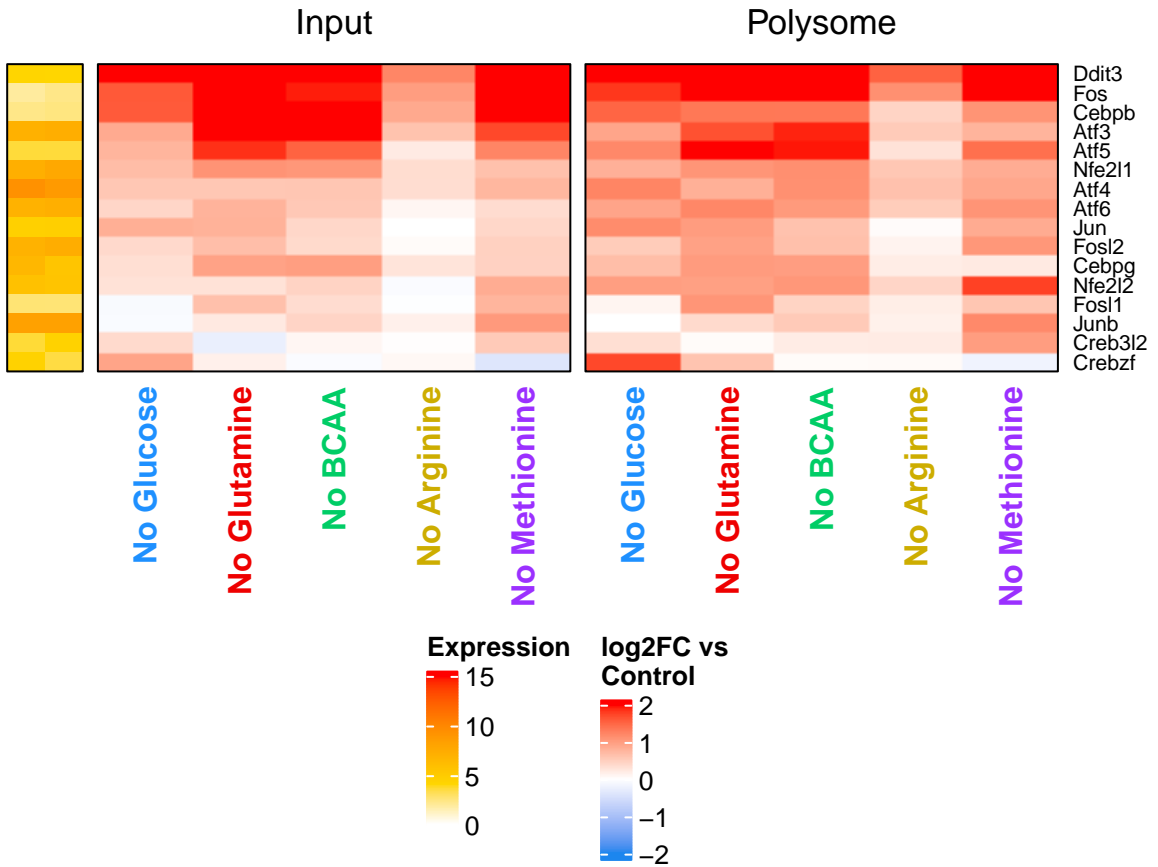 Input
Polysome
Ddit3
Fos
Cebpb
Atf3
Atf5
Nfe2l1
Atf4
Atf6
Jun
Fosl2
Cebpg
Nfe2l2
Fosl1
Junb
Creb3l2
Crebzf
No Glucose
No Glutamine
No BCAA
No Arginine
No Methionine
No Glucose
No Glutamine
No BCAA
No Arginine
No Methionine
Expression
15
10
5
0
log2FC vs
Control
2
1
0
−1
−2